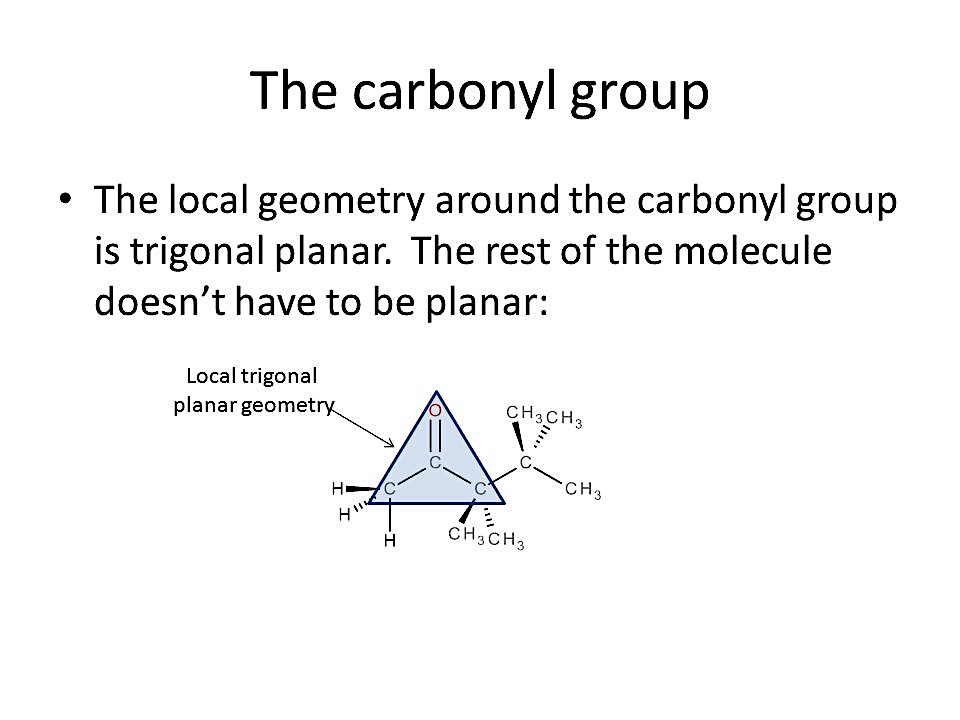 The carbonyl group
• The local geometry around the carbonyl group
is trigonal planar.  The rest of the molecule
doesn’t have to be planar:
Local trigonal
planar geometry
O
CH₃ CH₃
C C
H C C CH₃
H
H CH₃ CH₃